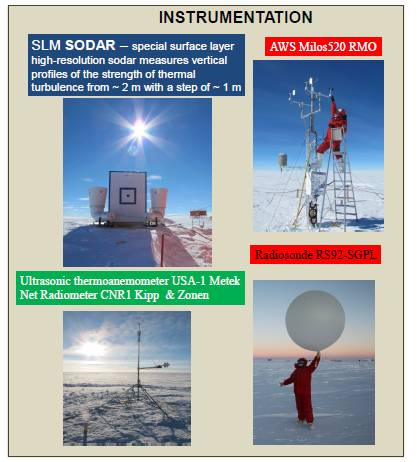 INSTRUMENTATION
SLM SODAR – special surface layer
high-resolution sodar measures vertical
profiles of the strength of thermal
turbulence from ~ 2 m with a step of ~ 1 m
AWS Milos520 RMO
Radiosonde RS92-SGPL
Ultrasonic thermoanemometer USA-1 Metek
Net Radiometer CNR1 Kipp & Zonen